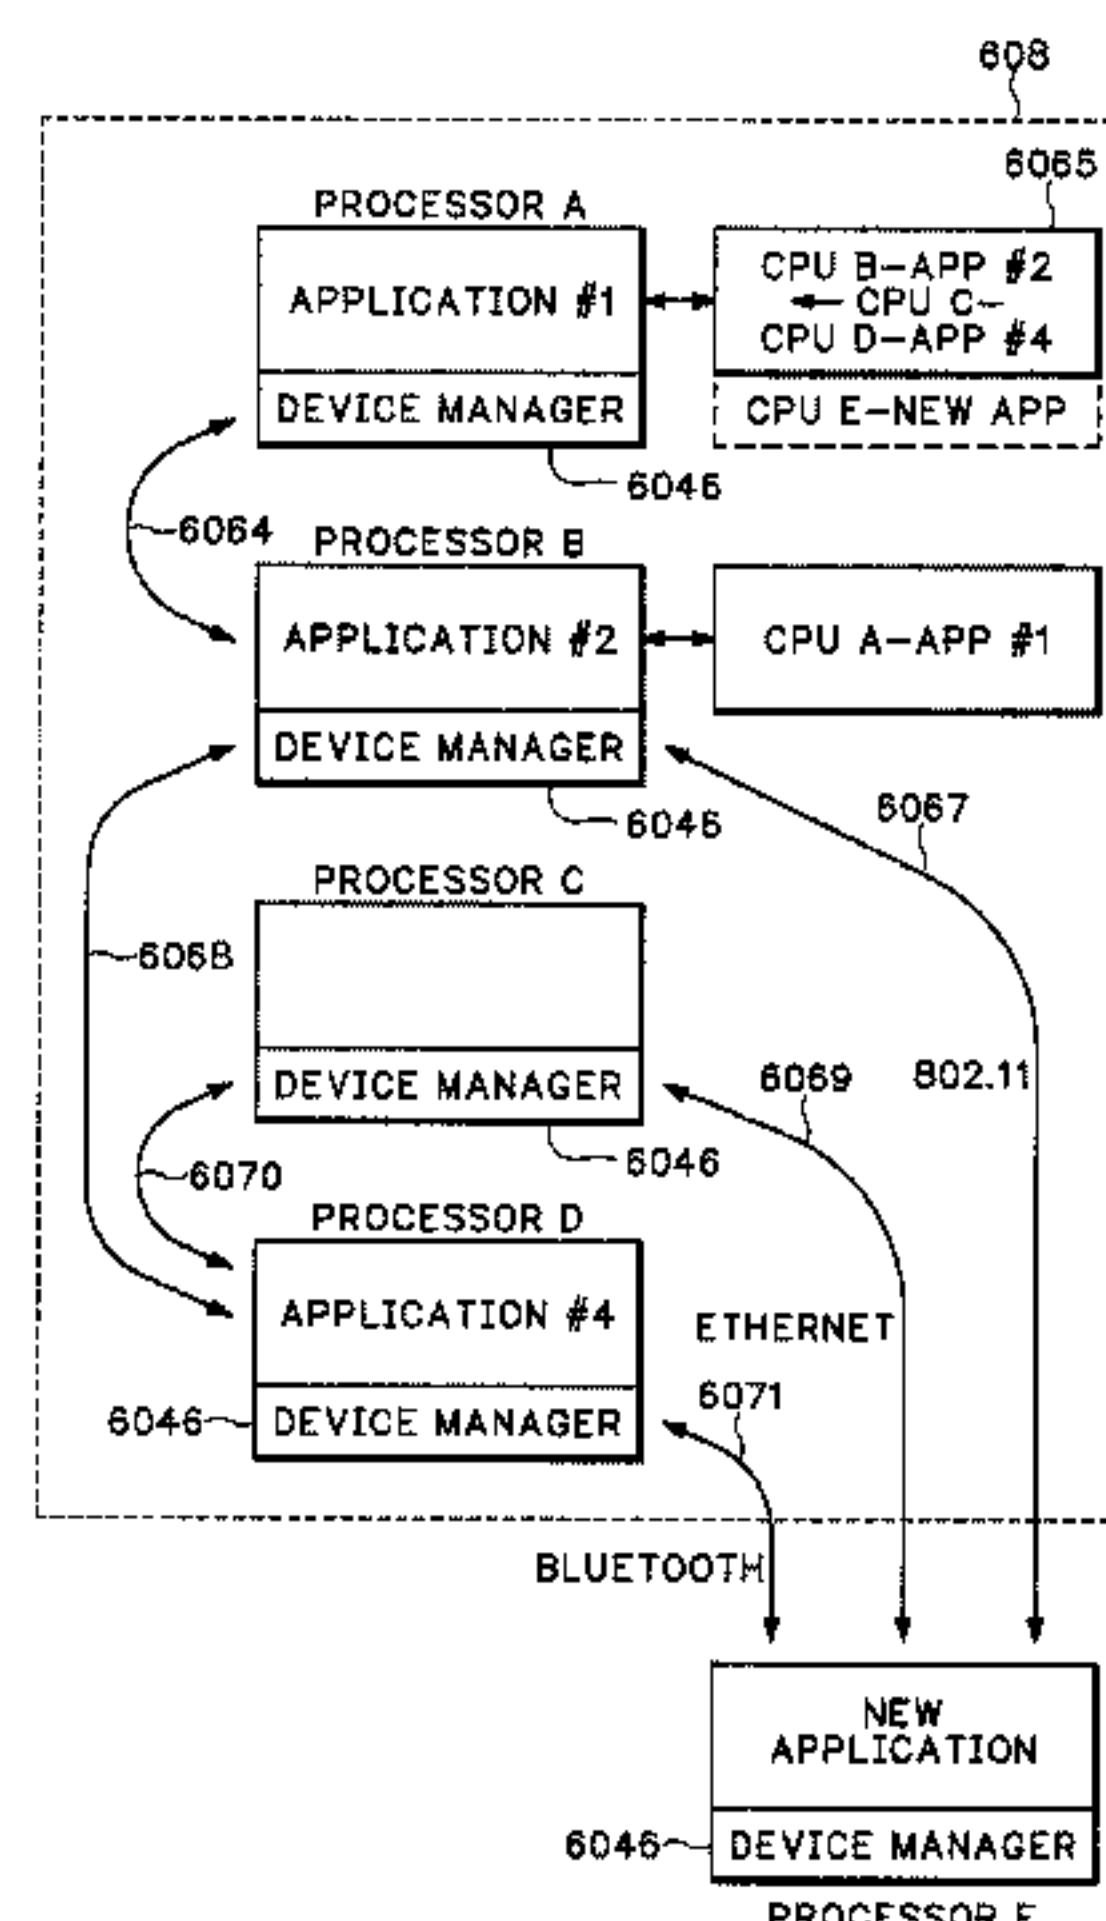 608
6065
PROCESSOR A
APPLICATION #1
CPU B-APP #2
CPU C-
CPU D-APP #4
DEVICE MANAGER
CPU E-NEW APP
6046
6064
PROCESSOR B
APPLICATION #2
CPU A-APP #1
DEVICE MANAGER
6046
6067
PROCESSOR C
6068
DEVICE MANAGER
6069
802.11
6046
6070
PROCESSOR D
APPLICATION #4
ETHERNET
6071
6046
DEVICE MANAGER
BLUETOOTH
NEW
APPLICATION
6046
DEVICE MANAGER
PROCESSOR E